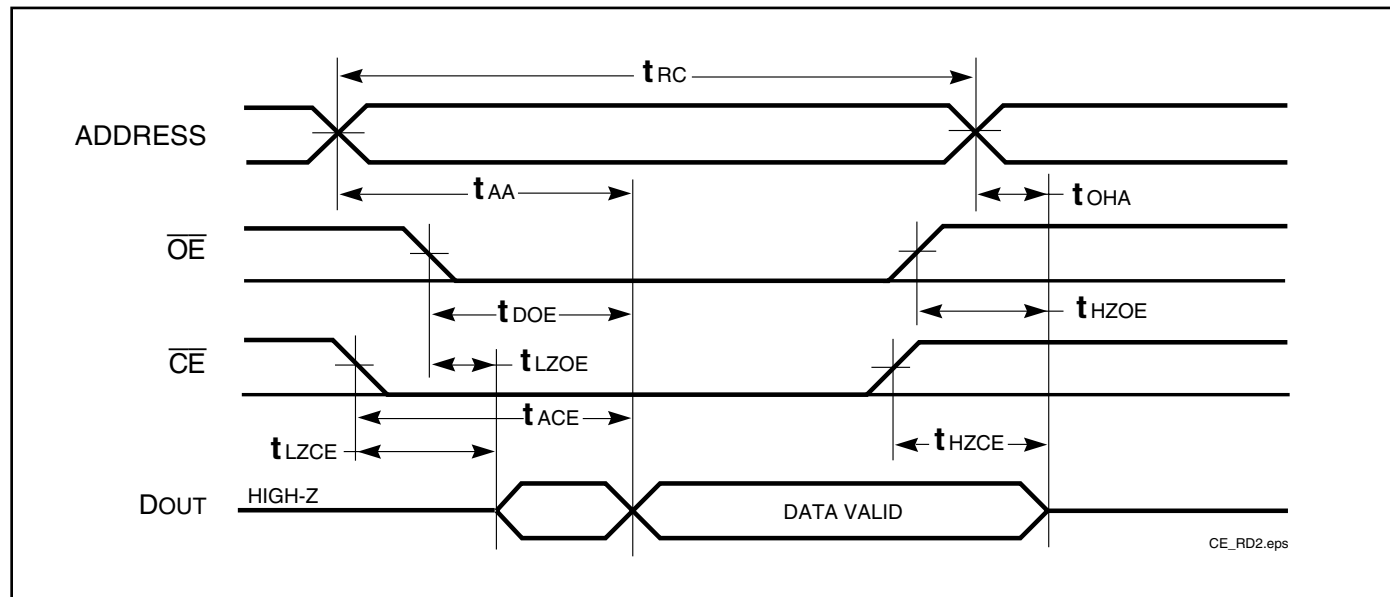 tRC
ADDRESS
tAA
tOHA
OE
tDOE
tHZOE
CE
tLZOE
tACE
tLZCE
tHZCE
DOUT
HIGH-Z
DATA VALID
CE_RD2.eps